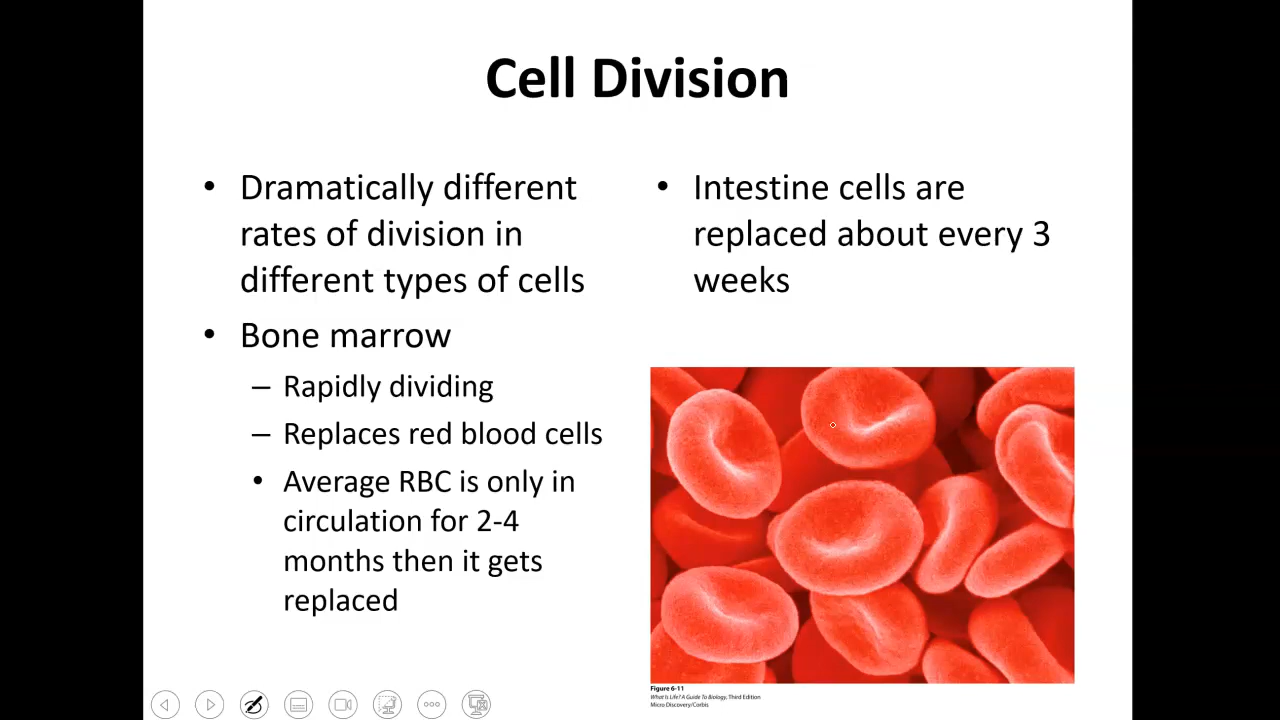 Cell Division
• Dramatically different
rates of division in
different types of cells
• Bone marrow
– Rapidly dividing
– Replaces red blood cells
• Average RBC is only in
circulation for 2-4
months then it gets
replaced
• Intestine cells are
replaced about every 3
weeks
Figure 6-11
What Is Life? A Guide To Biology, Third Edition
Micro Discovery/Corbis